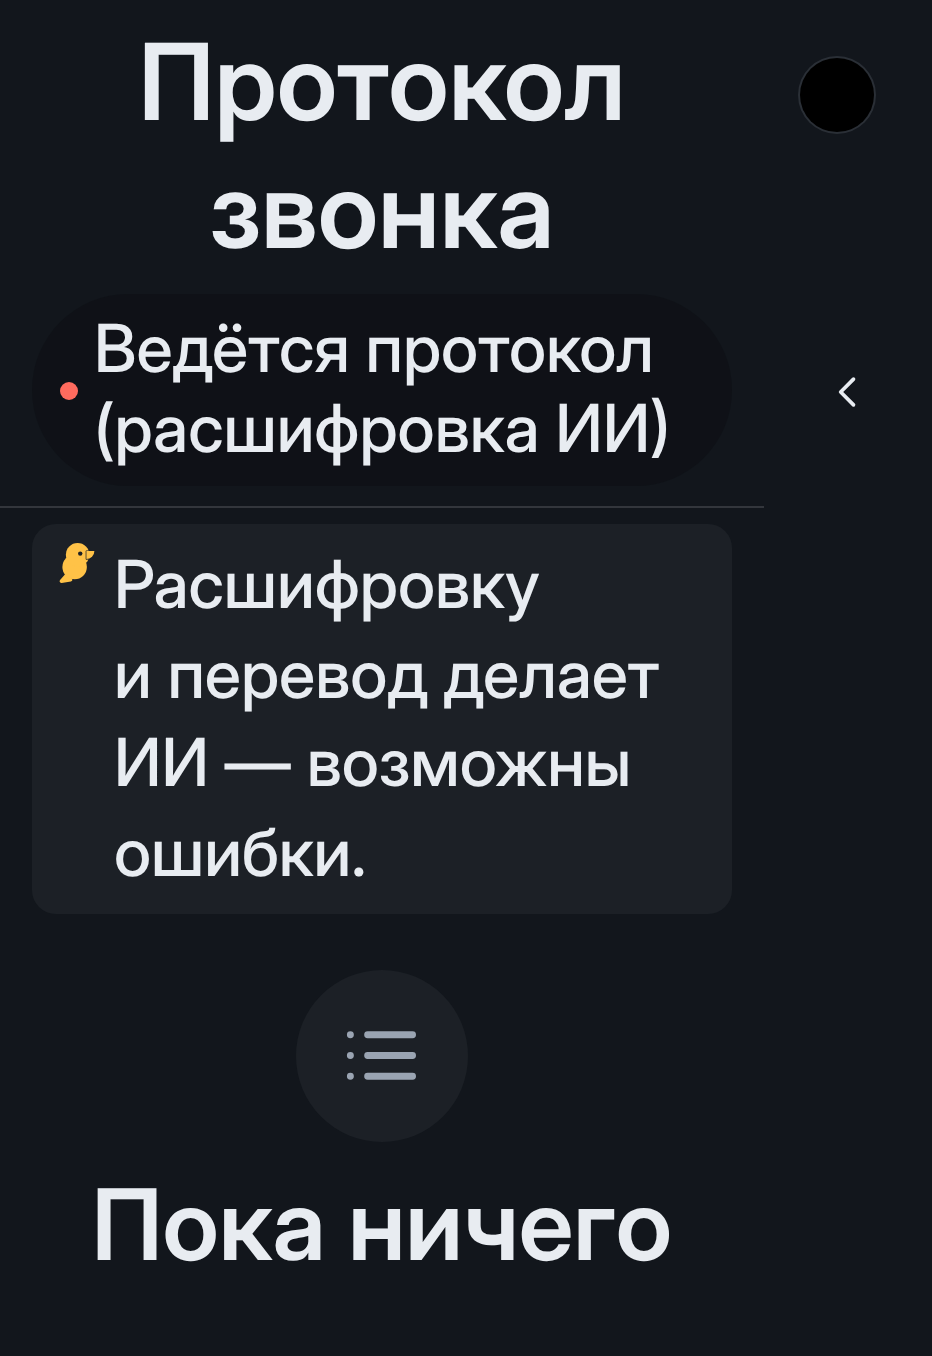 Протокол
звонка
Ведётся протокол
(расшифровка ИИ)
Расшифровку
и перевод делает
ИИ — возможны
ошибки.
Пока ничего